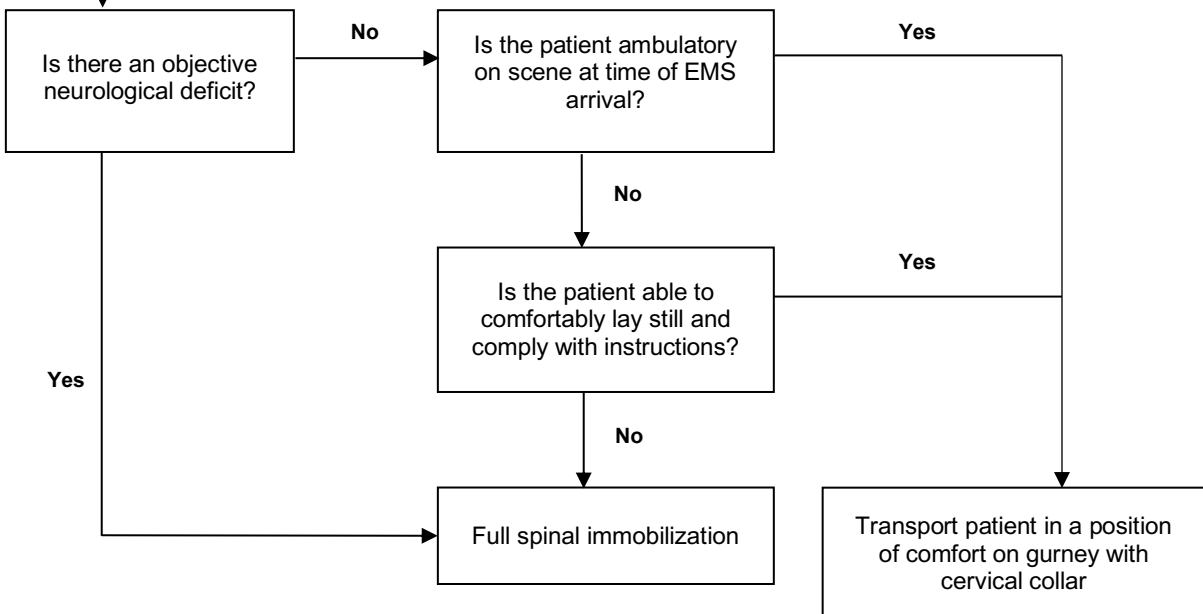 Is there an objective
neurological deficit?
No
Is the patient ambulatory
on scene at time of EMS
arrival?
Yes
No
Is the patient able to
comfortably lay still and
comply with instructions?
Yes
Yes
No
Full spinal immobilization
Transport patient in a position
of comfort on gurney with
cervical collar